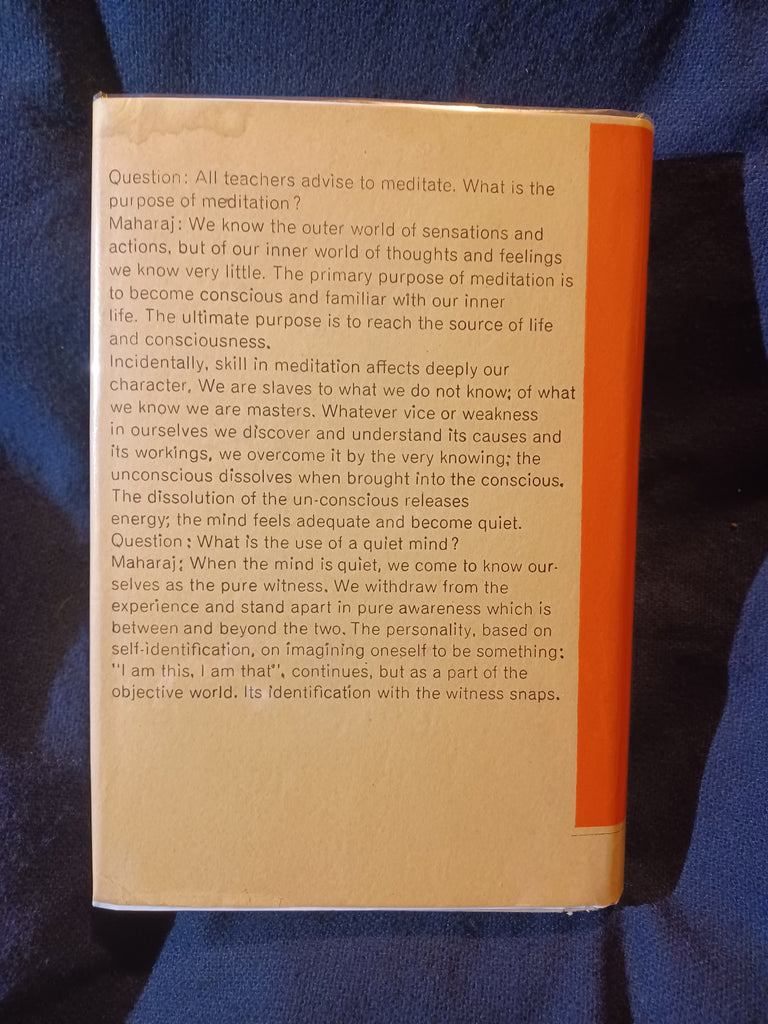 Question: All teachers advise to meditate. What is the
purpose of meditation?
Maharaj: We know the outer world of sensations and
actions, but of our inner world of thoughts and feelings
we know very little. The primary purpose of meditation is
to become conscious and familiar with our inner
life. The ultimate purpose is to reach the source of life
and consciousness.
Incidentally, skill in meditation affects deeply our
character. We are slaves to what we do not know; of what
we know we are masters. Whatever vice or weakness
in ourselves we discover and understand its causes and
its workings, we overcome it by the very knowing; the
unconscious dissolves when brought into the conscious.
The dissolution of the un-conscious releases
energy; the mind feels adequate and become quiet.
Question: What is the use of a quiet mind?
Maharaj: When the mind is quiet, we come to know our-
selves as the pure witness. We withdraw from the
experience and stand apart in pure awareness which is
between and beyond the two. The personality, based on
self-identification, on imagining oneself to be something:
"I am this, I am that", continues, but as a part of the
objective world. Its identification with the witness snaps.